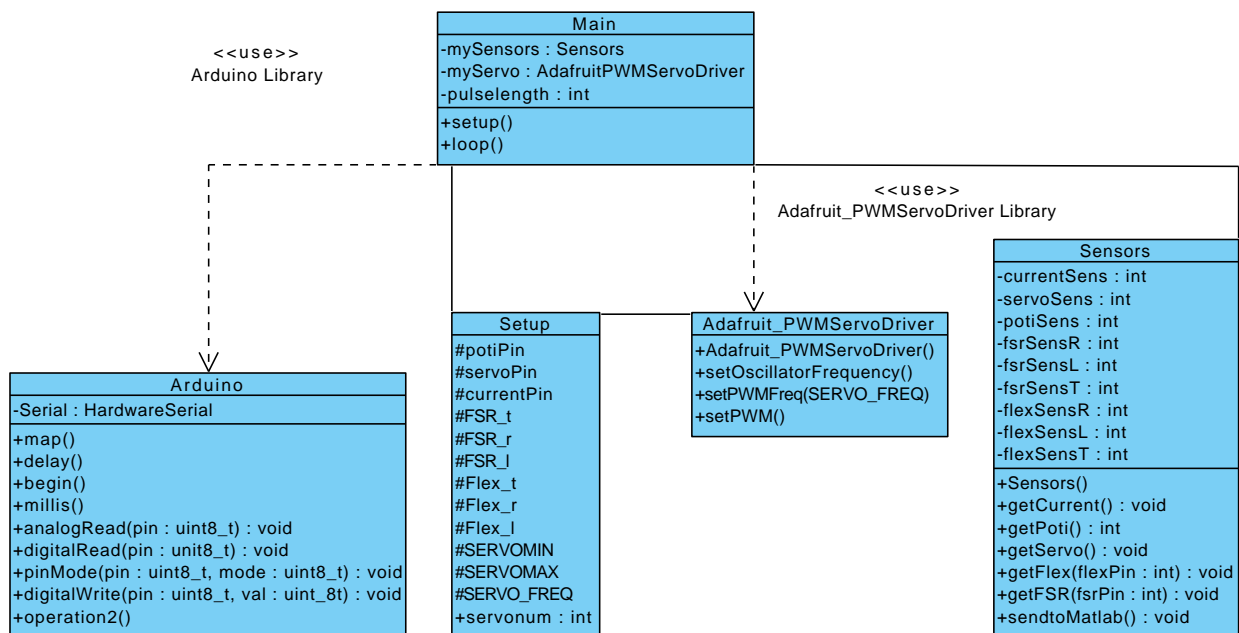 Main
-mySensors : Sensors
-myServo : AdafruitPWMServoDriver
-pulselength : int
+setup()
+loop()
<<use>>
Arduino Library
<<use>>
Adafruit_PWMServoDriver Library
Arduino
-Serial : HardwareSerial
+map()
+delay()
+begin()
+millis()
+analogRead(pin : uint8_t) : void
+digitalRead(pin : unit8_t) : void
+pinMode(pin : uint8_t, mode : uint8_t) : void
+digitalWrite(pin : uint8_t, val : uint_8t) : void
+operation2()
Setup
#potiPin
#servoPin
#currentPin
#FSR_t
#FSR_r
#FSR_l
#Flex_t
#Flex_r
#Flex_l
#SERVOMIN
#SERVOMAX
#SERVO_FREQ
+servonum : int
Adafruit_PWMServoDriver
+Adafruit_PWMServoDriver()
+setOscillatorFrequency()
+setPWMFreq(SERVO_FREQ)
+setPWM()
Sensors
-currentSens : int
-servoSens : int
-potiSens : int
-fsrSensR : int
-fsrSensL : int
-fsrSensT : int
-flexSensR : int
-flexSensL : int
-flexSensT : int
+Sensors()
+getCurrent() : void
+getPoti() : int
+getServo() : void
+getFlex(flexPin : int) : void
+getFSR(fsrPin : int) : void
+sendtoMatlab() : void